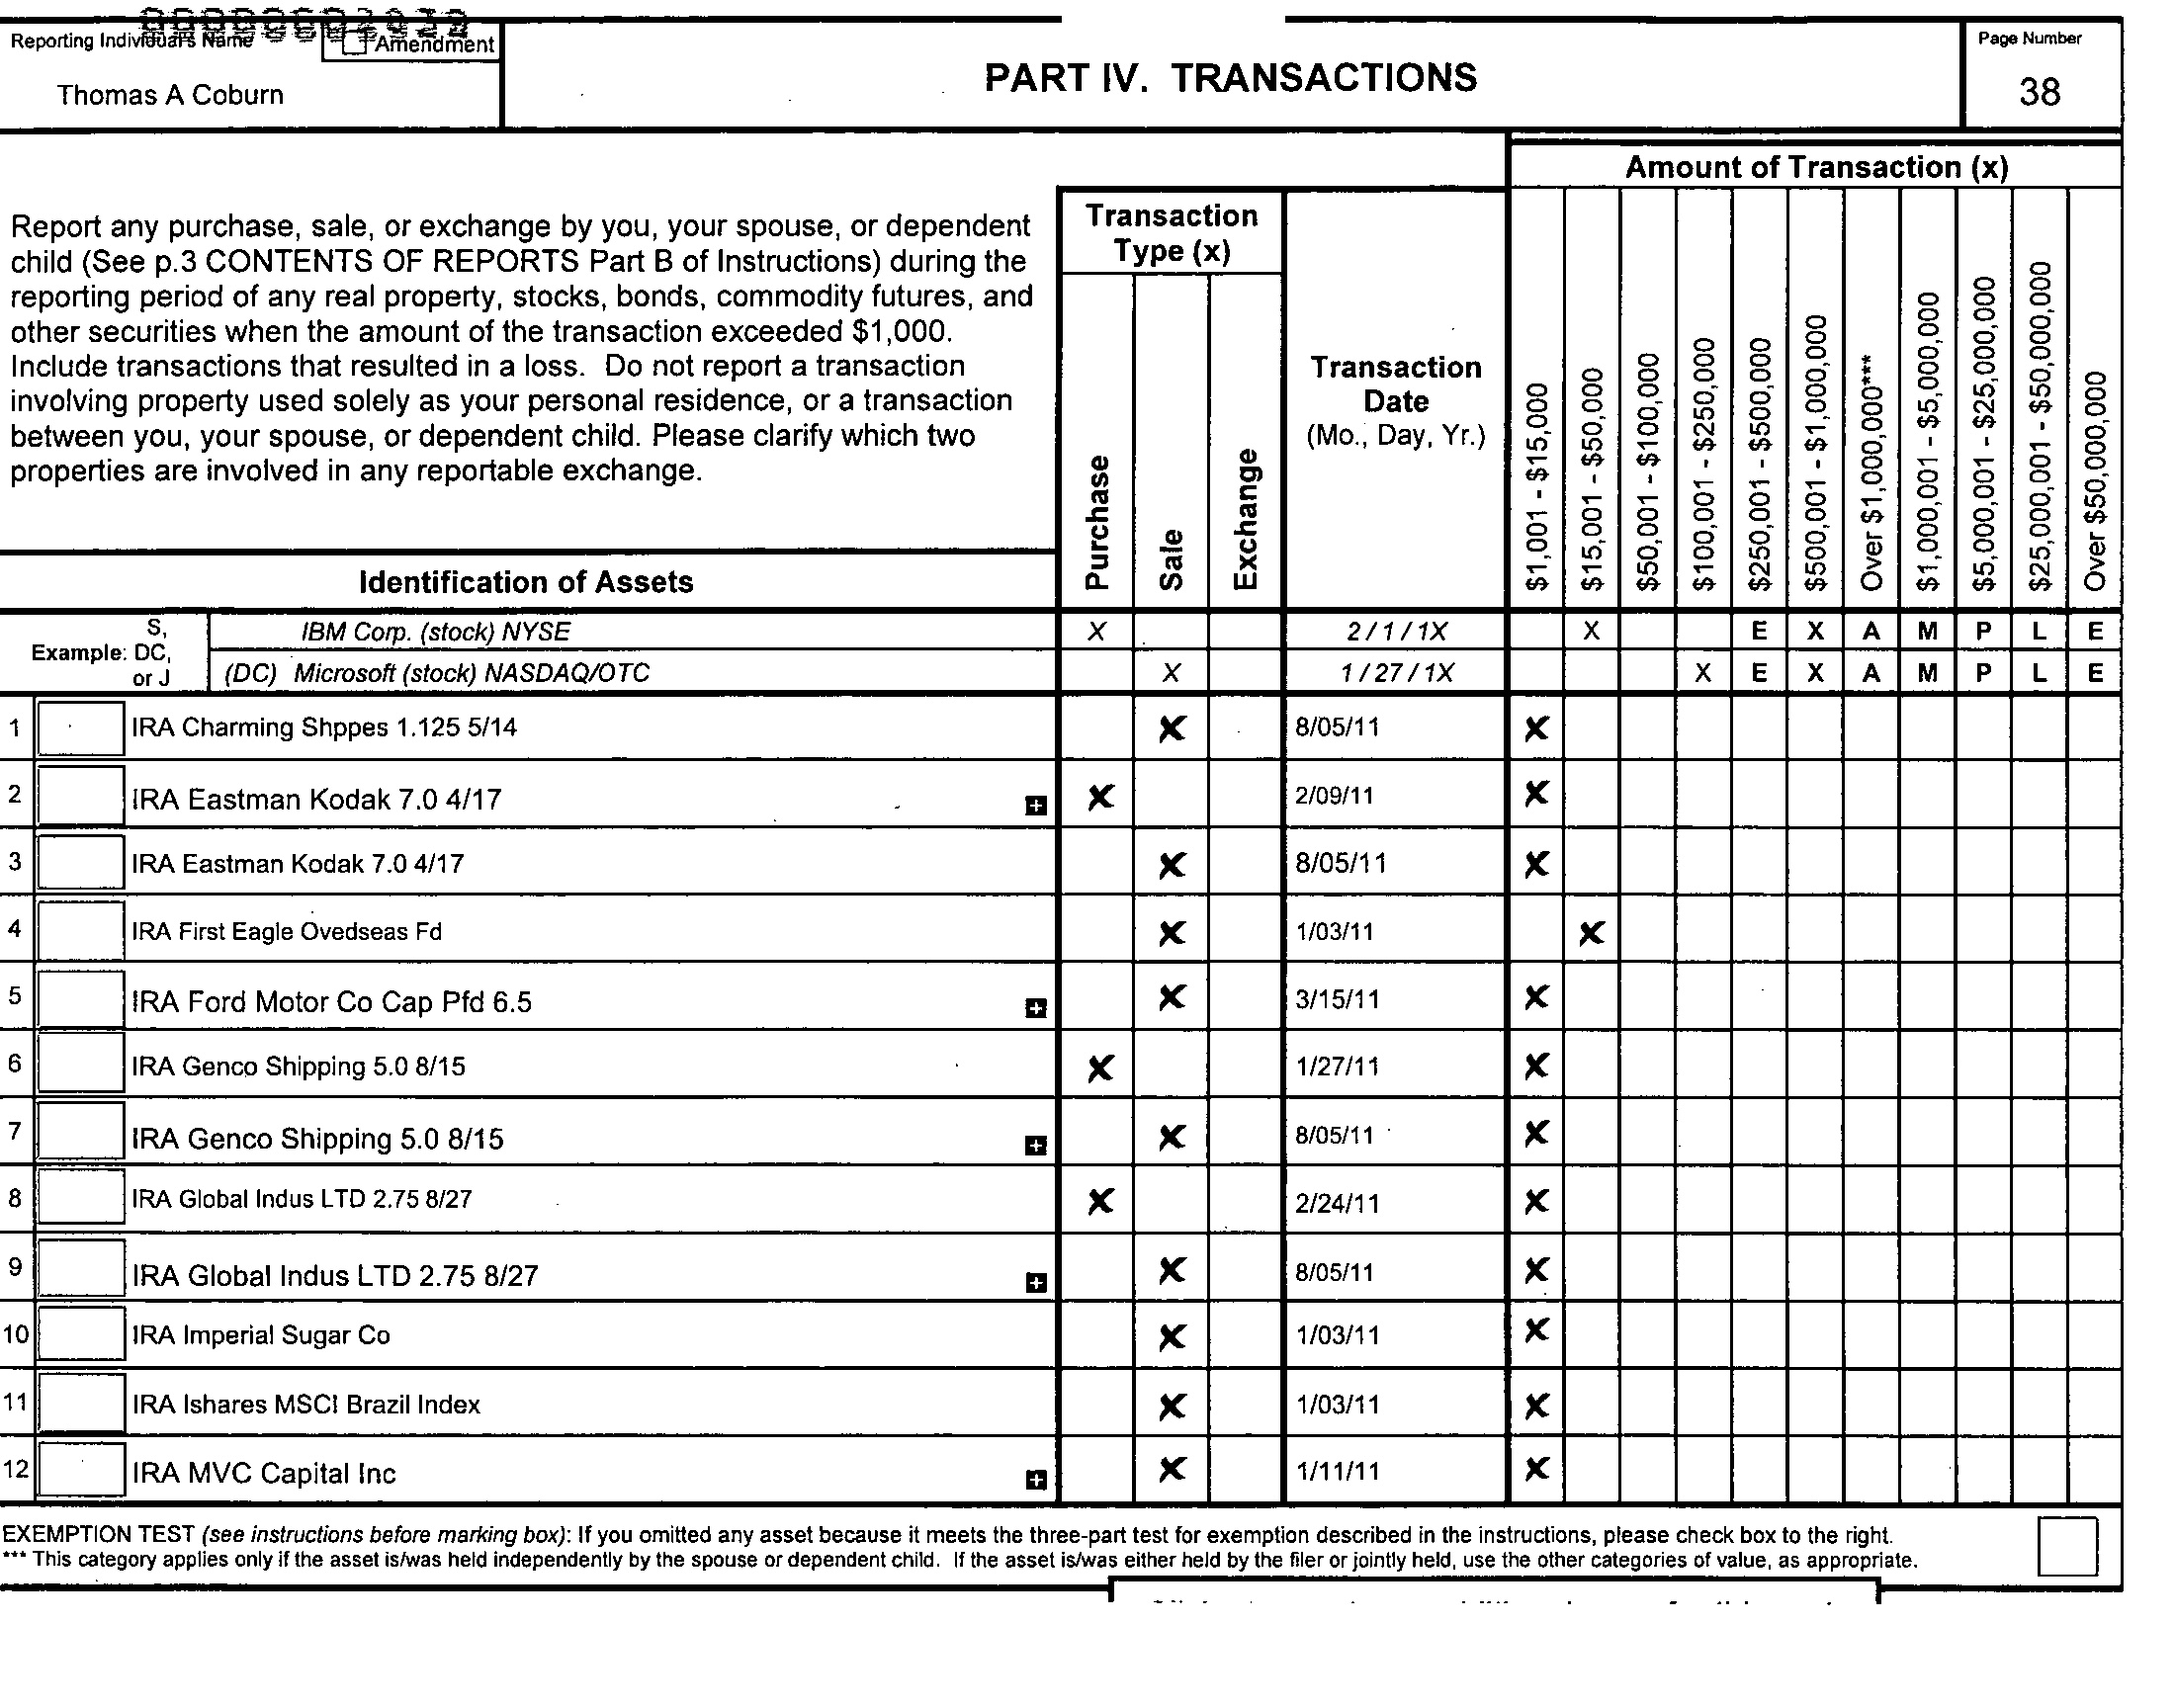 Reporting Individual's Name
Amendment
Thomas A Coburn
PART IV. TRANSACTIONS
Page Number
38
Report any purchase, sale, or exchange by you, your spouse, or dependent
child (See p.3 CONTENTS OF REPORTS Part B of Instructions) during the
reporting period of any real property, stocks, bonds, commodity futures, and
other securities when the amount of the transaction exceeded $1,000.
Include transactions that resulted in a loss. Do not report a transaction
involving property used solely as your personal residence, or a transaction
between you, your spouse, or dependent child. Please clarify which two
properties are involved in any reportable exchange.
Identification of Assets
Transaction
Type (x)
Purchase
Sale
Exchange
Transaction
Date
(Mo., Day, Yr.)
Amount of Transaction (x)
$1,001 - $15,000
$15,001 - $50,000
$50,001 - $100,000
$100,001 - $250,000
$250,001 - $500,000
$500,001 - $1,000,000
Over $1,000,000***
$1,000,001 - $5,000,000
$5,000,001 - $25,000,000
$25,000,001 - $50,000,000
Over $50,000,000
Example: S, DC, or J
IBM Corp. (stock) NYSE X 2 / 1 / 1X X E X A M P L E
(DC) Microsoft (stock) NASDAQ/OTC X 1 / 27 / 1X X E X A M P L E
1 IRA Charming Shppes 1.125 5/14 X 8/05/11 X
2 IRA Eastman Kodak 7.0 4/17 + X 2/09/11 X
3 IRA Eastman Kodak 7.0 4/17 X 8/05/11 X
4 IRA First Eagle Ovedseas Fd X 1/03/11 X
5 IRA Ford Motor Co Cap Pfd 6.5 + X 3/15/11 X
6 IRA Genco Shipping 5.0 8/15 X 1/27/11 X
7 IRA Genco Shipping 5.0 8/15 + X 8/05/11 X
8 IRA Global Indus LTD 2.75 8/27 X 2/24/11 X
9 IRA Global Indus LTD 2.75 8/27 + X 8/05/11 X
10 IRA Imperial Sugar Co X 1/03/11 X
11 IRA Ishares MSCI Brazil Index X 1/03/11 X
12 IRA MVC Capital Inc + X 1/11/11 X
EXEMPTION TEST (see instructions before marking box): If you omitted any asset because it meets the three-part test for exemption described in the instructions, please check box to the right.
*** This category applies only if the asset is/was held independently by the spouse or dependent child. If the asset is/was either held by the filer or jointly held, use the other categories of value, as appropriate.